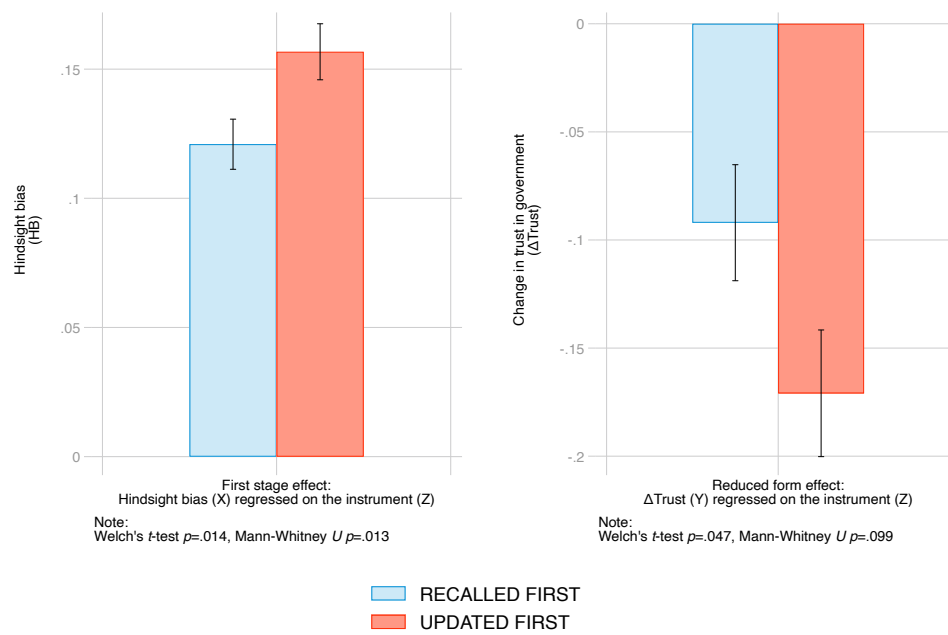 .15
.1
.05
0
Hindsight bias
(HB)
First stage effect:
Hindsight bias (X) regressed on the instrument (Z)
Note:
Welch's t-test p=.014, Mann-Whitney U p=.013
0
-.05
-.1
-.15
-.2
Change in trust in government
(ΔTrust)
Reduced form effect:
ΔTrust (Y) regressed on the instrument (Z)
Note:
Welch's t-test p=.047, Mann-Whitney U p=.099
RECALLED FIRST
UPDATED FIRST